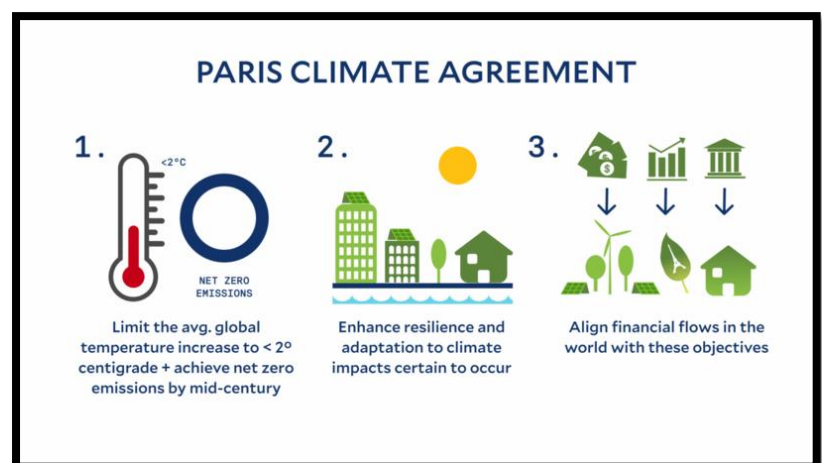 PARIS CLIMATE AGREEMENT
1.
<2°C
NET ZERO
EMISSIONS
Limit the avg. global
temperature increase to < 2º
centigrade + achieve net zero
emissions by mid-century
2.
Enhance resilience and
adaptation to climate
impacts certain to occur
3.
$
Align financial flows in the
world with these objectives